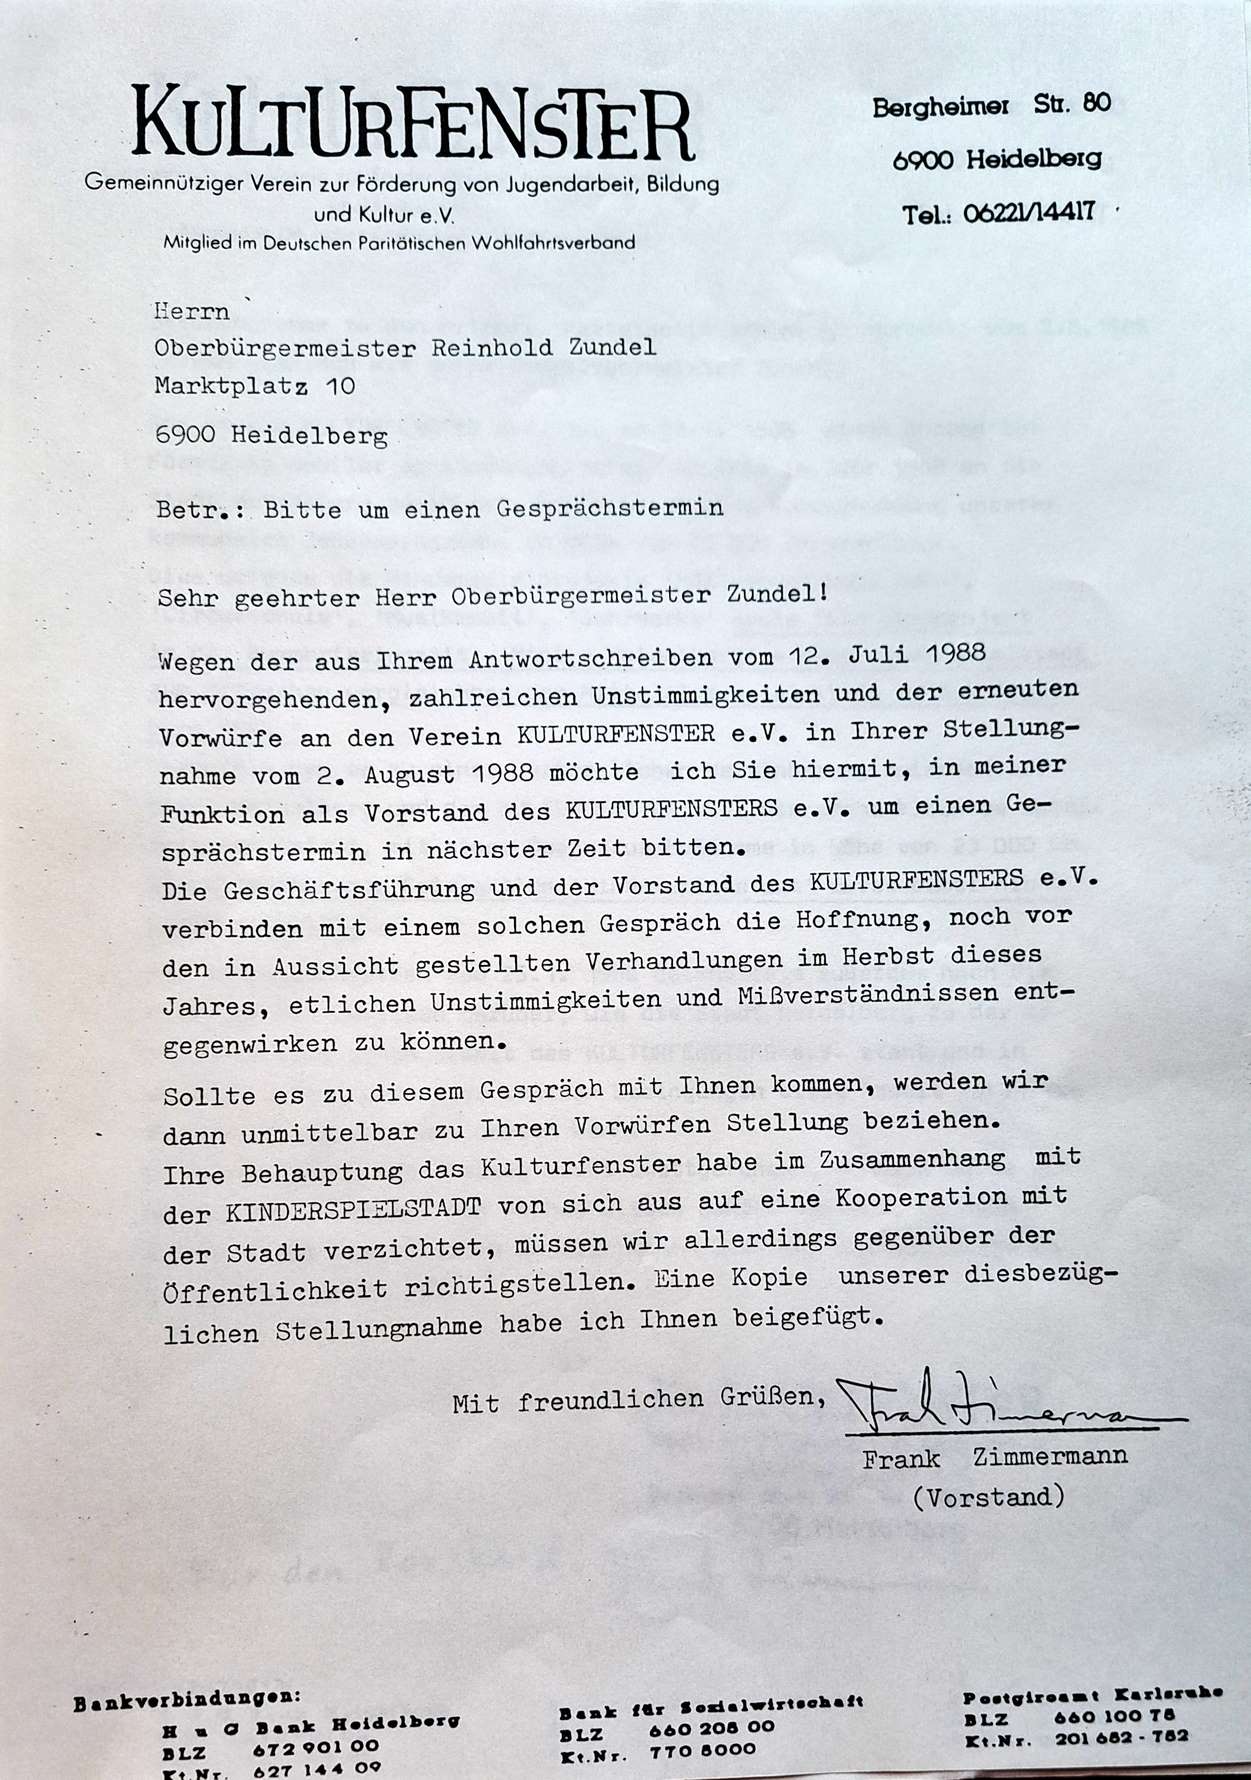 KULTURFENSTER
Gemeinnütziger Verein zur Förderung von Jugendarbeit, Bildung
und Kultur e.V.
Mitglied im Deutschen Paritätischen Wohlfahrtsverband
Bergheimer Str. 80
6900 Heidelberg
Tel.: 06221/14417
Herrn
Oberbürgermeister Reinhold Zundel
Marktplatz 10
6900 Heidelberg
Betr.: Bitte um einen Gesprächstermin
Sehr geehrter Herr Oberbürgermeister Zundel!
Wegen der aus Ihrem Antwortschreiben vom 12. Juli 1988
hervorgehenden, zahlreichen Unstimmigkeiten und der erneuten
Vorwürfe an den Verein KULTURFENSTER e.V. in Ihrer Stellung-
nahme vom 2. August 1988 möchte ich Sie hiermit, in meiner
Funktion als Vorstand des KULTURFENSTERS e.V. um einen Ge-
sprächstermin in nächster Zeit bitten.
Die Geschäftsführung und der Vorstand des KULTURFENSTERS e.V.
verbinden mit einem solchen Gespräch die Hoffnung, noch vor
den in Aussicht gestellten Verhandlungen im Herbst dieses
Jahres, etlichen Unstimmigkeiten und Mißverständnissen ent-
gegenwirken zu können.
Sollte es zu diesem Gespräch mit Ihnen kommen, werden wir
dann unmittelbar zu Ihren Vorwürfen Stellung beziehen.
Ihre Behauptung das Kulturfenster habe im Zusammenhang mit
der KINDERSPIELSTADT von sich aus auf eine Kooperation mit
der Stadt verzichtet, müssen wir allerdings gegenüber der
Öffentlichkeit richtigstellen. Eine Kopie unserer diesbezüg-
lichen Stellungnahme habe ich Ihnen beigefügt.
Mit freundlichen Grüßen, Frank Zimmermann
Frank Zimmermann
(Vorstand)
Bankverbindungen:
H u G Bank Heidelberg
BLZ 672 901 00
Kt.Nr. 627 144 09
Bank für Sozialwirtschaft
BLZ 660 208 00
Kt.Nr. 770 8000
Postgiroamt Karlsruhe
BLZ 660 100 78
Kt.Nr. 201 682 - 782